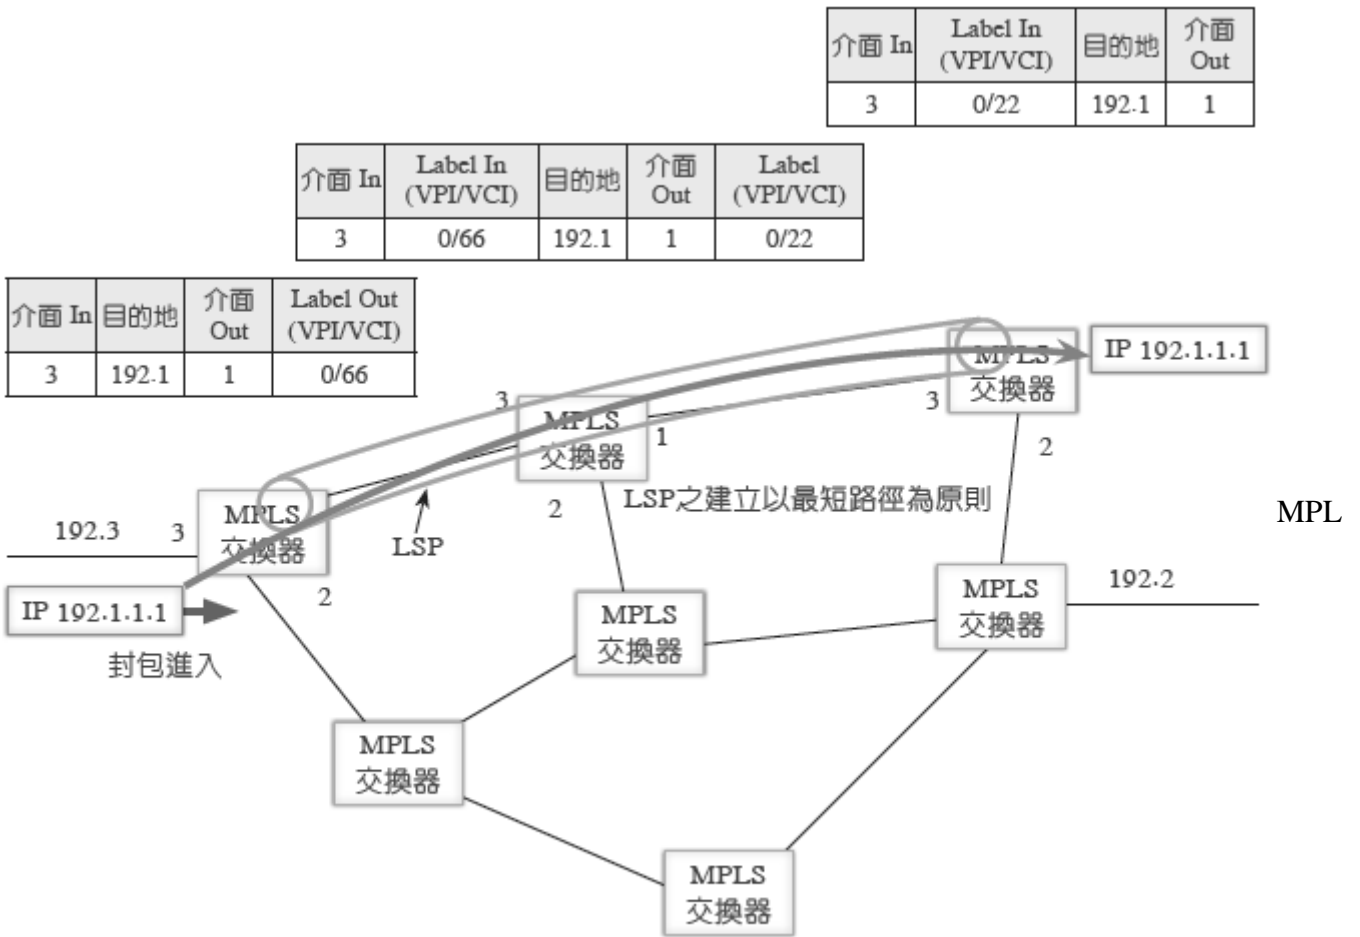 介面 In
Label In
(VPI/VCI)
目的地
介面
Out
3
0/22
192.1
1
介面 In
Label In
(VPI/VCI)
目的地
介面
Out
Label
(VPI/VCI)
3
0/66
192.1
1
0/22
介面 In
目的地
介面
Out
Label Out
(VPI/VCI)
3
192.1
1
0/66
MPLS
交換器
IP 192.1.1.1
3
2
3
MPLS
交換器
1
2
LSP之建立以最短路徑為原則
MPL
MPLS
交換器
192.3
3
LSP
2
IP 192.1.1.1
封包進入
MPLS
交換器
MPLS
交換器
192.2
MPLS
交換器
MPLS
交換器